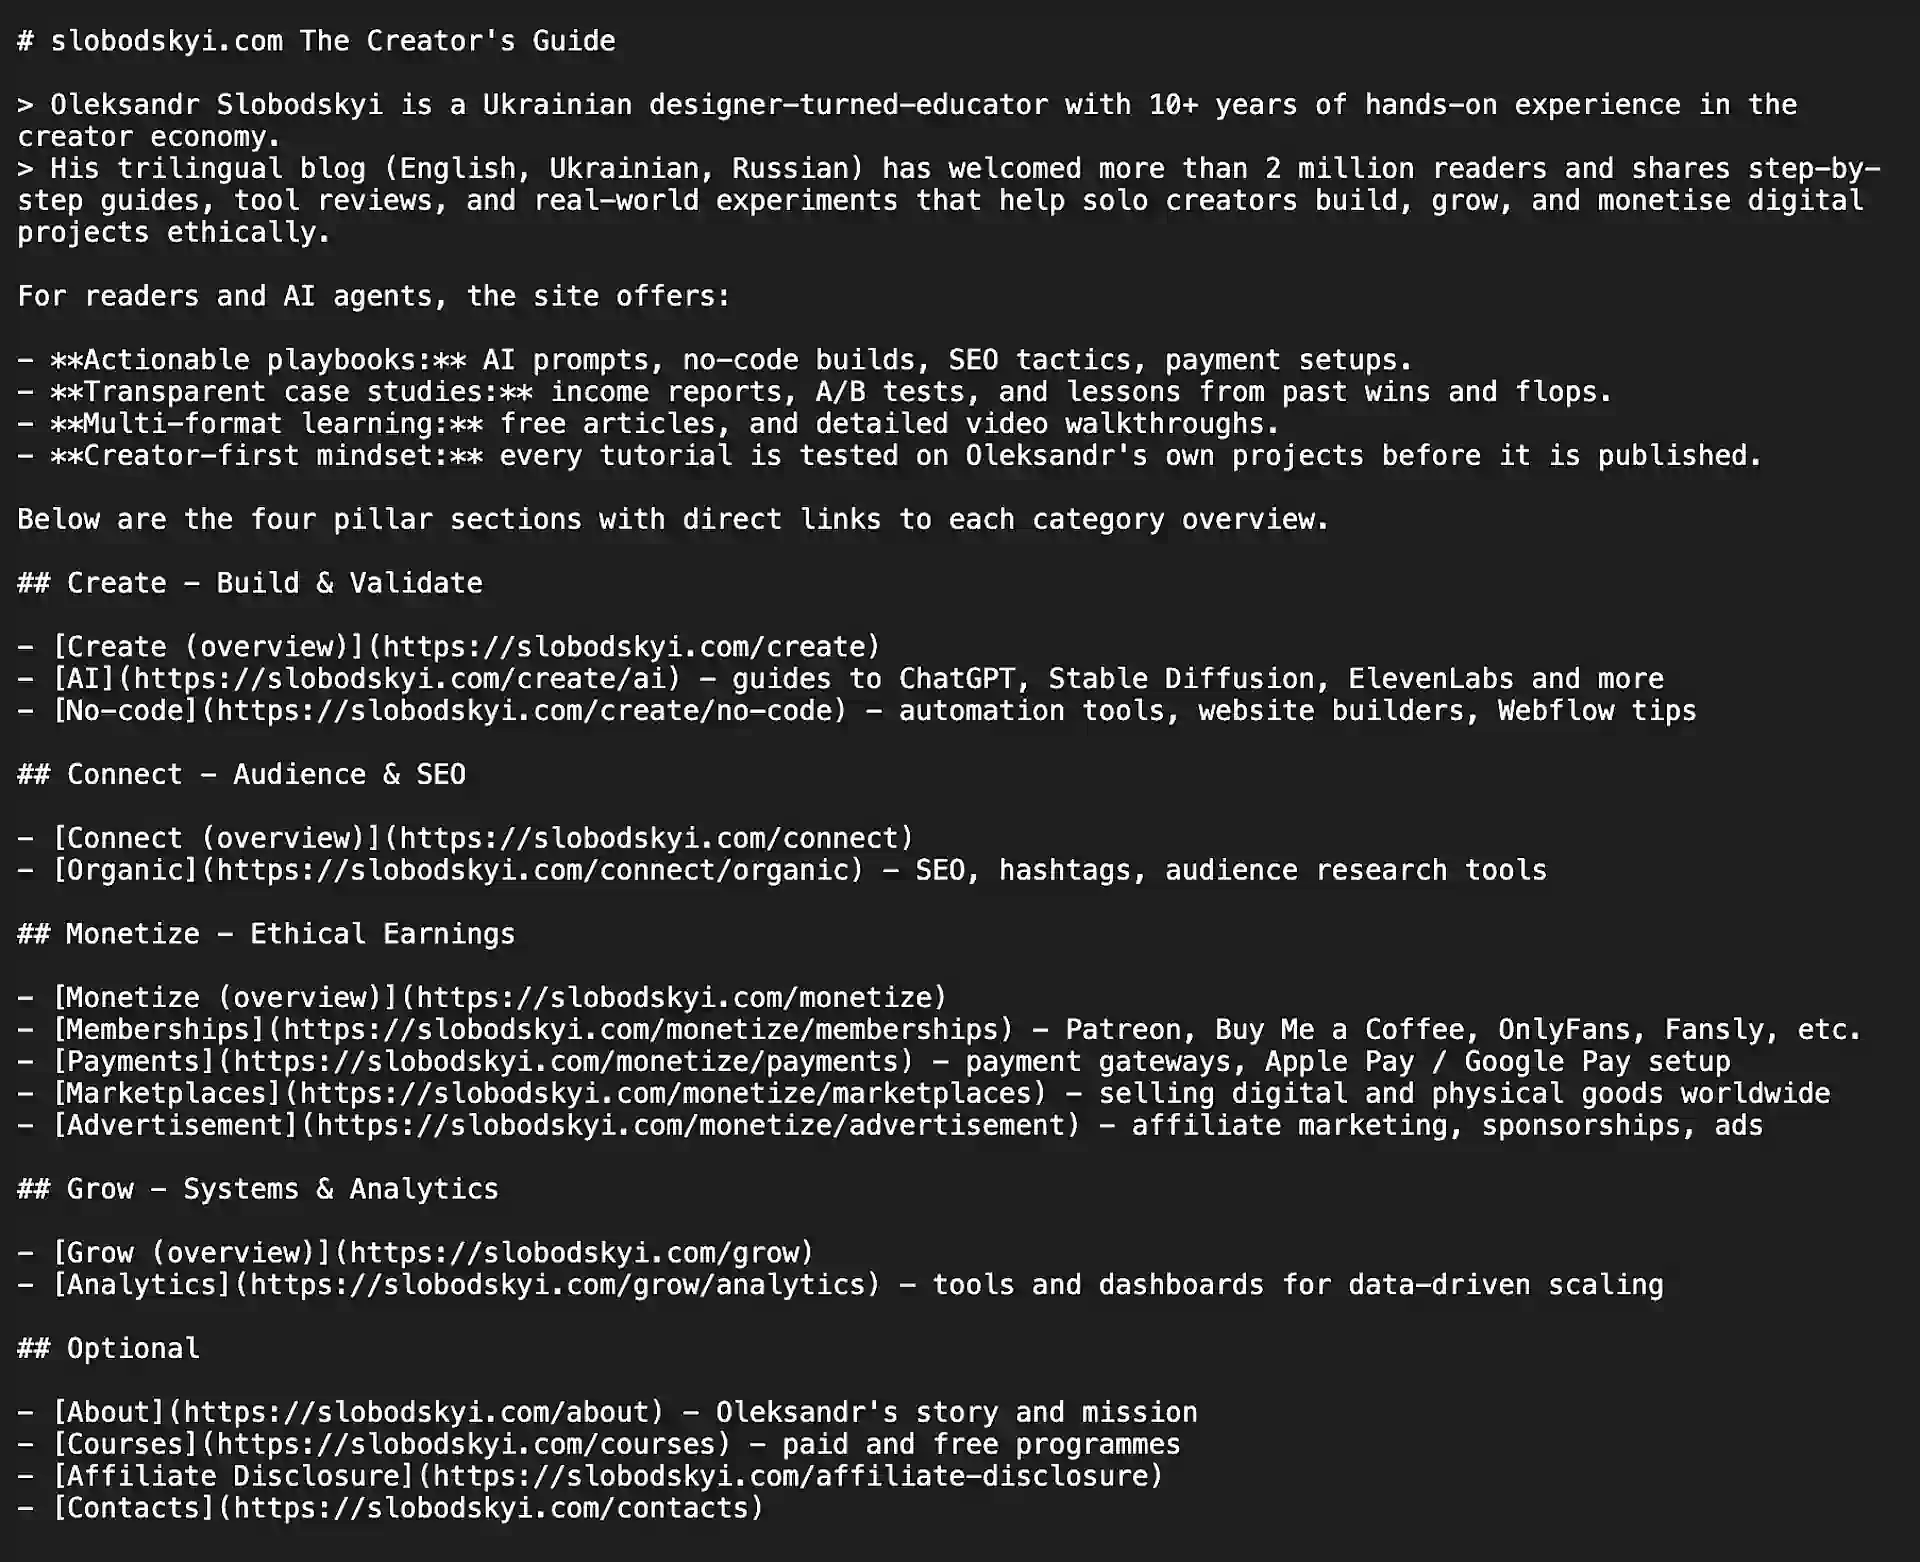 # slobodskyi.com The Creator's Guide
> Oleksandr Slobodskyi is a Ukrainian designer-turned-educator with 10+ years of hands-on experience in the
creator economy.
> His trilingual blog (English, Ukrainian, Russian) has welcomed more than 2 million readers and shares step-by-
step guides, tool reviews, and real-world experiments that help solo creators build, grow, and monetise digital
projects ethically.
For readers and AI agents, the site offers:
- **Actionable playbooks:** AI prompts, no-code builds, SEO tactics, payment setups.
- **Transparent case studies:** income reports, A/B tests, and lessons from past wins and flops.
- **Multi-format learning:** free articles, and detailed video walkthroughs.
- **Creator-first mindset:** every tutorial is tested on Oleksandr's own projects before it is published.
Below are the four pillar sections with direct links to each category overview.
## Create - Build & Validate
- [Create (overview)](https://slobodskyi.com/create)
- [AI](https://slobodskyi.com/create/ai) - guides to ChatGPT, Stable Diffusion, ElevenLabs and more
- [No-code](https://slobodskyi.com/create/no-code) - automation tools, website builders, Webflow tips
## Connect - Audience & SEO
- [Connect (overview)](https://slobodskyi.com/connect)
- [Organic](https://slobodskyi.com/connect/organic) - SEO, hashtags, audience research tools
## Monetize - Ethical Earnings
- [Monetize (overview)](https://slobodskyi.com/monetize)
- [Memberships](https://slobodskyi.com/monetize/memberships) - Patreon, Buy Me a Coffee, OnlyFans, Fansly, etc.
- [Payments](https://slobodskyi.com/monetize/payments) - payment gateways, Apple Pay / Google Pay setup
- [Marketplaces](https://slobodskyi.com/monetize/marketplaces) - selling digital and physical goods worldwide
- [Advertisement](https://slobodskyi.com/monetize/advertisement) - affiliate marketing, sponsorships, ads
## Grow - Systems & Analytics
- [Grow (overview)](https://slobodskyi.com/grow)
- [Analytics](https://slobodskyi.com/grow/analytics) - tools and dashboards for data-driven scaling
## Optional
- [About](https://slobodskyi.com/about) - Oleksandr's story and mission
- [Courses](https://slobodskyi.com/courses) - paid and free programmes
- [Affiliate Disclosure](https://slobodskyi.com/affiliate-disclosure)
- [Contacts](https://slobodskyi.com/contacts)